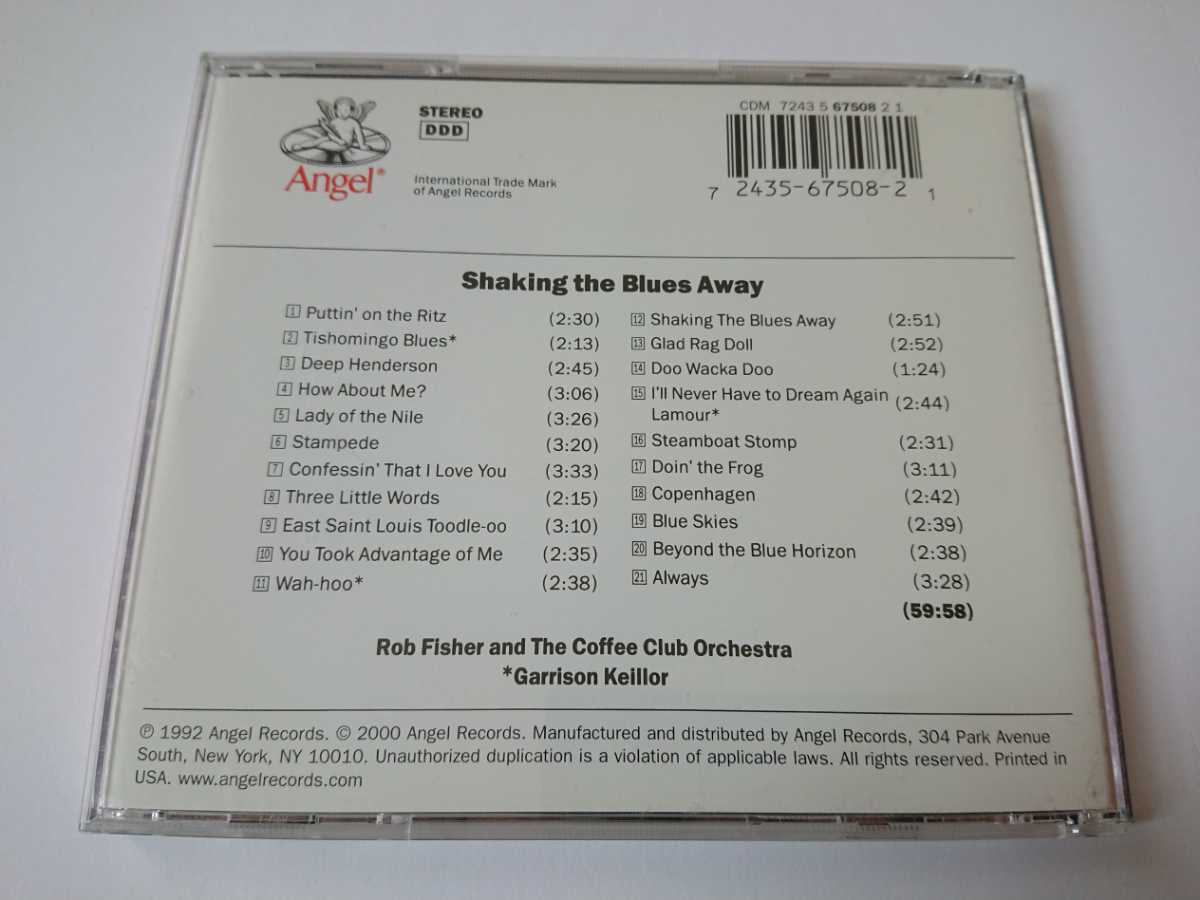 STEREO
DDD
Angel®
International Trade Mark
of Angel Records
CDM 7243 5 67508 2 1
7 2435-67508-2 1
Shaking the Blues Away
1 Puttin' on the Ritz (2:30)
2 Tishomingo Blues* (2:13)
3 Deep Henderson (2:45)
4 How About Me? (3:06)
5 Lady of the Nile (3:26)
6 Stampede (3:20)
7 Confessin' That I Love You (3:33)
8 Three Little Words (2:15)
9 East Saint Louis Toodle-oo (3:10)
10 You Took Advantage of Me (2:35)
11 Wah-hoo* (2:38)
12 Shaking The Blues Away (2:51)
13 Glad Rag Doll (2:52)
14 Doo Wacka Doo (1:24)
15 I'll Never Have to Dream Again
Lamour* (2:44)
16 Steamboat Stomp (2:31)
17 Doin' the Frog (3:11)
18 Copenhagen (2:42)
19 Blue Skies (2:39)
20 Beyond the Blue Horizon (2:38)
21 Always (3:28)
(59:58)
Rob Fisher and The Coffee Club Orchestra
*Garrison Keillor
℗ 1992 Angel Records. © 2000 Angel Records. Manufactured and distributed by Angel Records, 304 Park Avenue
South, New York, NY 10010. Unauthorized duplication is a violation of applicable laws. All rights reserved. Printed in
USA. www.angelrecords.com